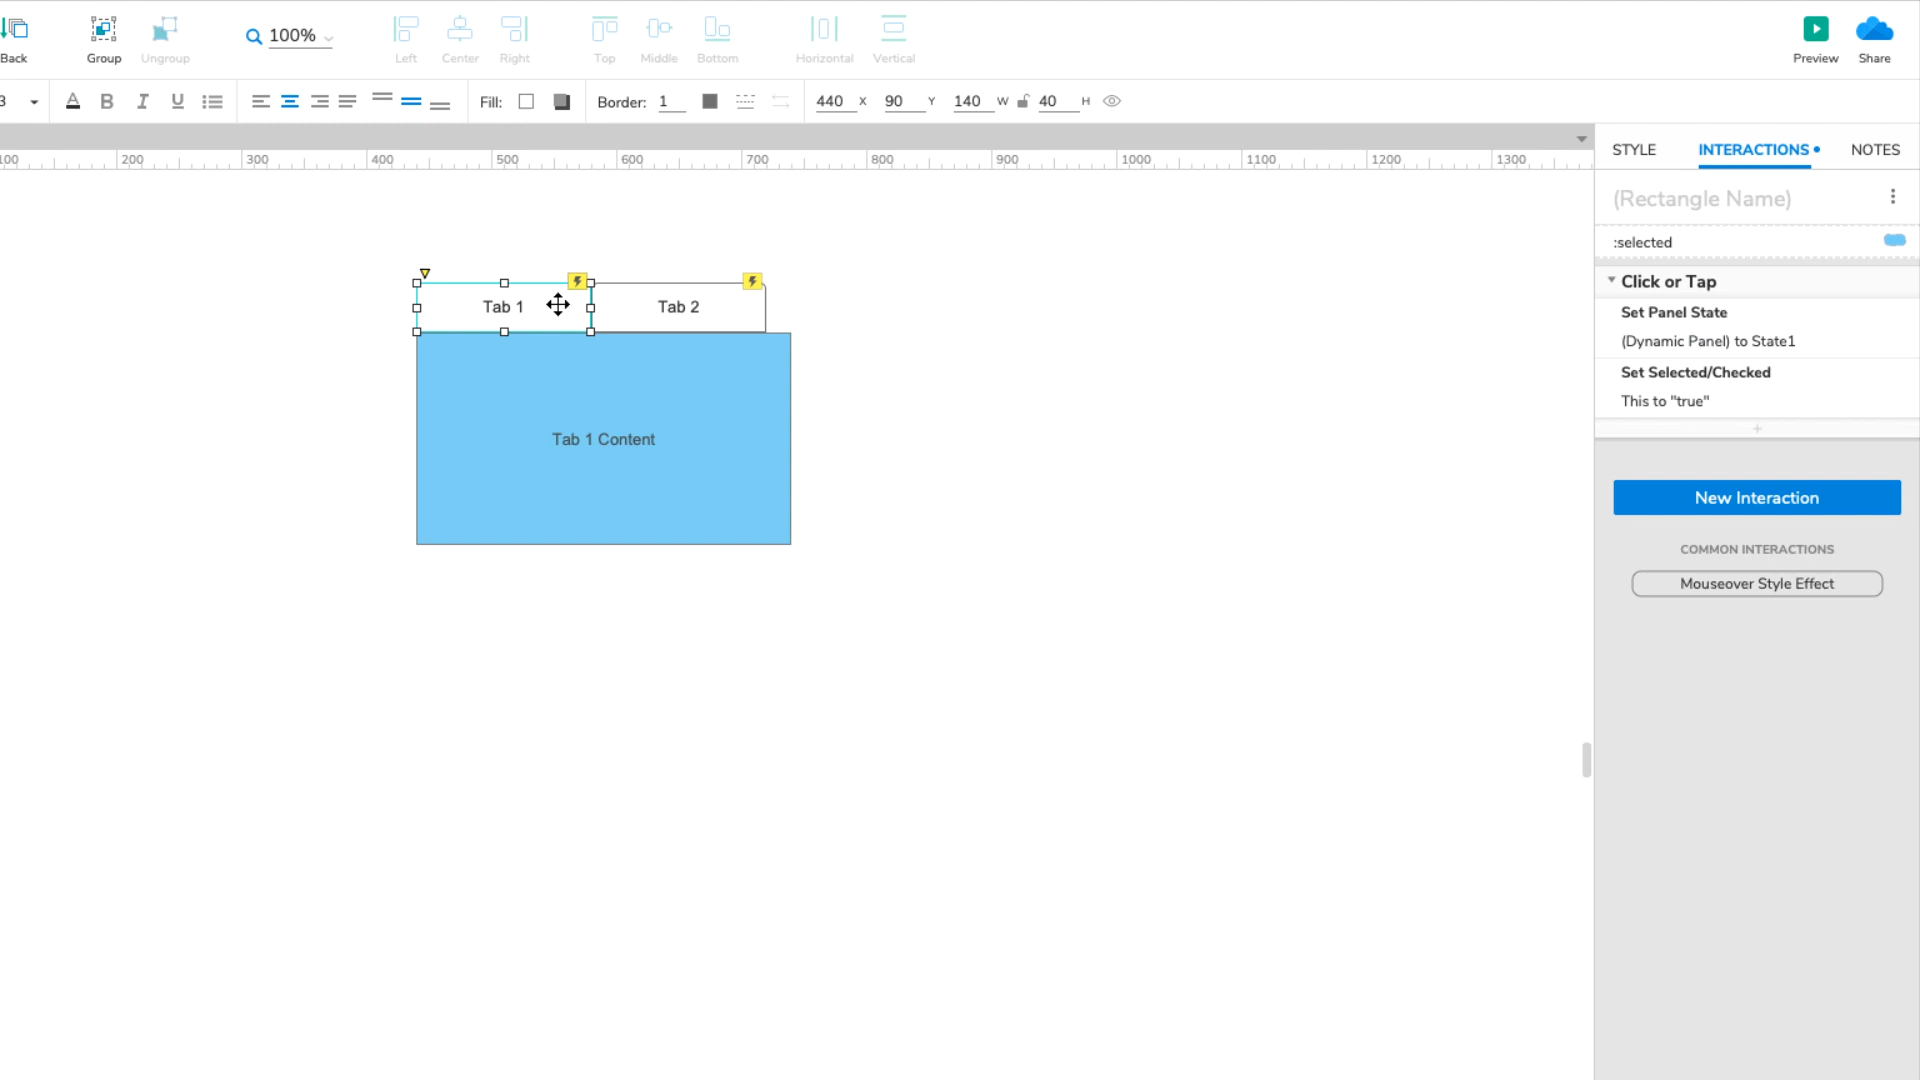 Back
Group
Ungroup
100%
Left
Center
Right
Top
Middle
Bottom
Horizontal
Vertical
Preview
Share
3
A
B
I
U
Fill:
Border: 1
440 X
90 Y
140 W
40 H
100
200
300
400
500
600
700
800
900
1000
1100
1200
1300
STYLE
INTERACTIONS
NOTES
(Rectangle Name)
:selected
Click or Tap
Set Panel State
(Dynamic Panel) to State1
Set Selected/Checked
This to "true"
New Interaction
COMMON INTERACTIONS
Mouseover Style Effect
Tab 1
Tab 2
Tab 1 Content